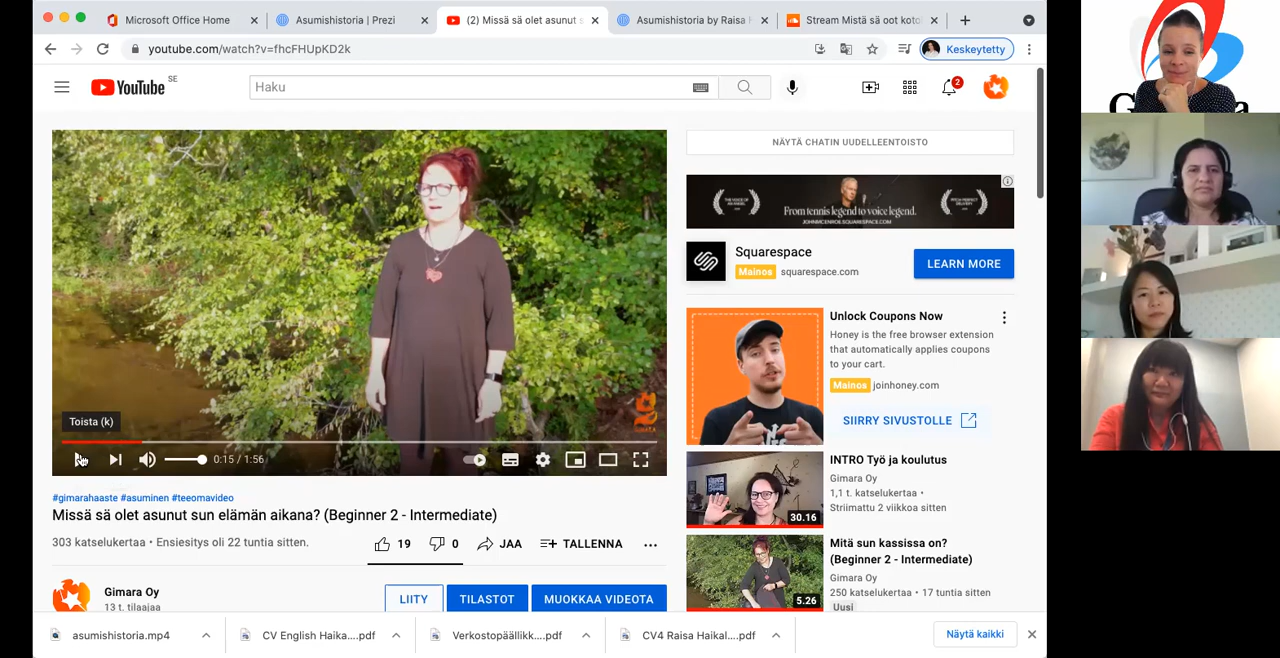 Microsoft Office Home
Asumishistoria | Prezi
(2) Missä sä olet asunut s
Asumishistoria by Raisa H
Stream Mistä sä oot koto
youtube.com/watch?v=fhcFHUpKD2k
Keskeytetty
YouTube SE
Haku
2
NÄYTÄ CHATIN UUDELLEENTOISTO
From tennis legend to voice legend.
JOHNMCENROE.SQUARESPACE.COM
Squarespace
Mainos squarespace.com
LEARN MORE
Unlock Coupons Now
Honey is the free browser extension
that automatically applies coupons
to your cart.
Mainos joinhoney.com
SIIRRY SIVUSTOLLE
Toista (k)
0:15 / 1:56
#gimarahaaste #asuminen #teeomavideo
Missä sä olet asunut sun elämän aikana? (Beginner 2 - Intermediate)
303 katselukertaa • Ensiesitys oli 22 tuntia sitten.
19
0
JAA
TALLENNA
Gimara Oy
13 t. tilaajaa
LIITY
TILASTOT
MUOKKAA VIDEOTA
INTRO Työ ja koulutus
Gimara Oy
1,1 t. katselukertaa •
Striimattu 2 viikkoa sitten
30.16
Mitä sun kassissa on?
(Beginner 2 - Intermediate)
Gimara Oy
250 katselukertaa • 17 tuntia sitten
Uusi
5.26
asumishistoria.mp4
CV English Haika....pdf
Verkostopäällikk....pdf
CV4 Raisa Haikal....pdf
Näytä kaikki